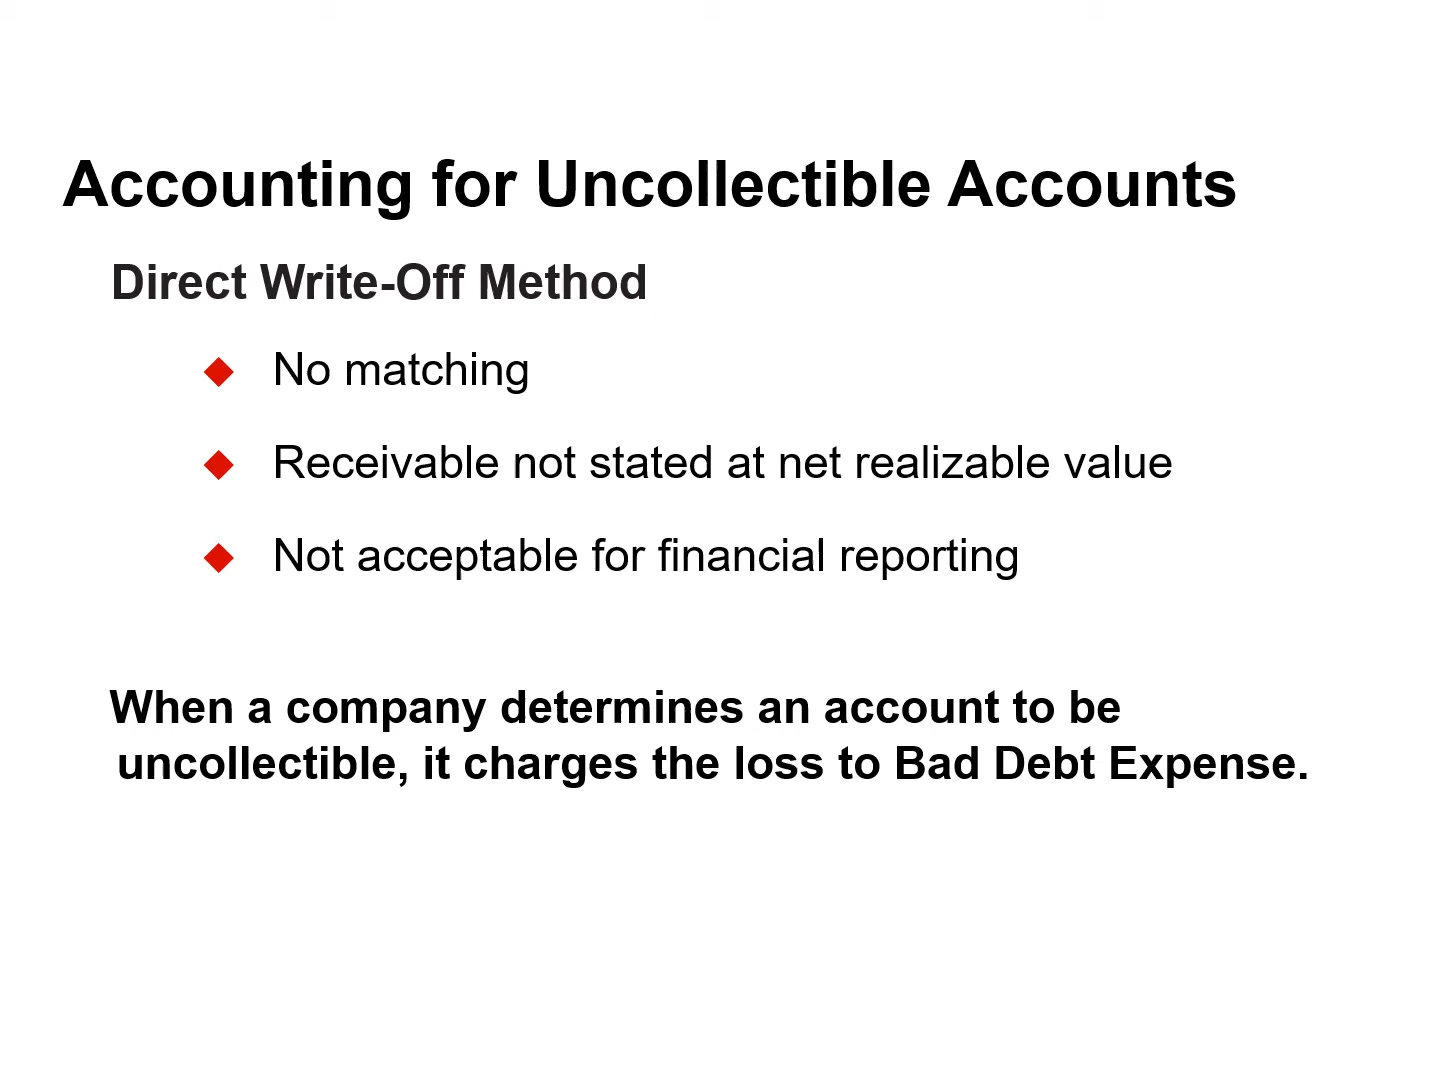 Accounting for Uncollectible Accounts
Direct Write-Off Method
No matching
Receivable not stated at net realizable value
Not acceptable for financial reporting
When a company determines an account to be
uncollectible, it charges the loss to Bad Debt Expense.